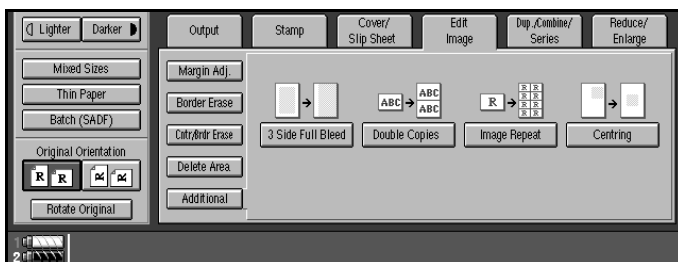 Lighter
Darker
Mixed Sizes
Thin Paper
Batch (SADF)
Original Orientation
R R
R R
Rotate Original
1
2
Output
Stamp
Cover/
Slip Sheet
Edit
Image
Dup./Combine/
Series
Reduce/
Enlarge
Margin Adj.
Border Erase
Cntr/Brdr Erase
Delete Area
Additional
3 Side Full Bleed
ABC
ABC
ABC
Double Copies
R
R R
R R
R R
R R
Image Repeat
Centring